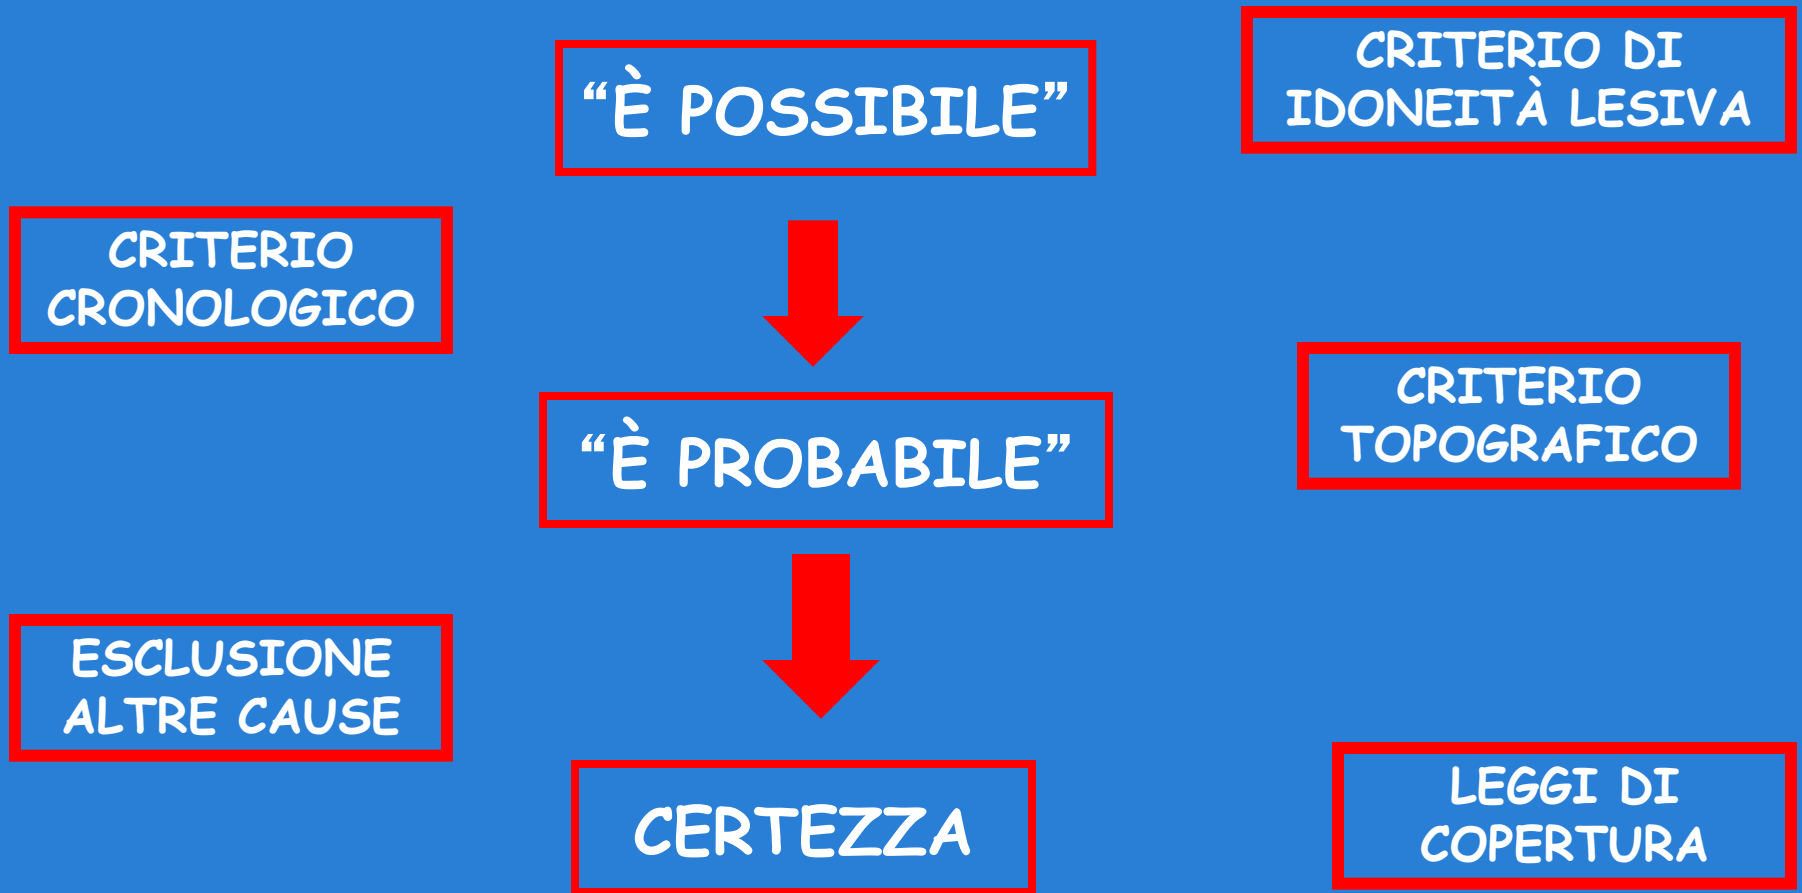 “È POSSIBILE”
CRITERIO DI
IDONEITÀ LESIVA
CRITERIO
CRONOLOGICO
“È PROBABILE”
CRITERIO
TOPOGRAFICO
ESCLUSIONE
ALTRE CAUSE
CERTEZZA
LEGGI DI
COPERTURA